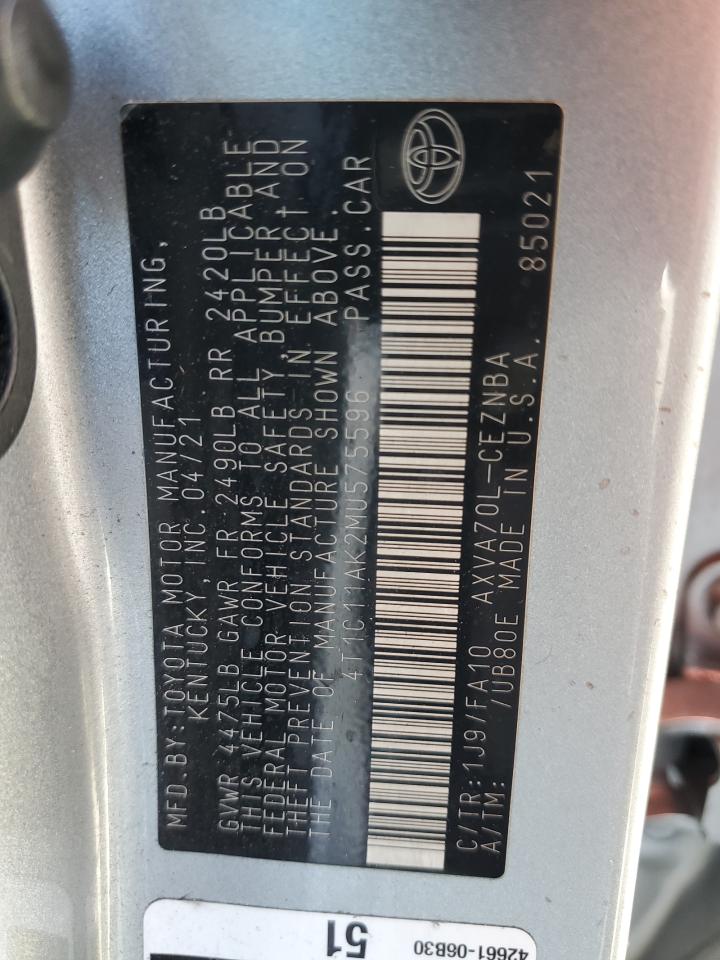 MFD.BY:TOYOTA MOTOR MANUFACTURING,
KENTUCKY, INC.04/21
GVWR 4475LB GAWR FR 2490LB RR 2420LB
THIS VEHICLE CONFORMS TO ALL APPLICABLE
FEDERAL MOTOR VEHICLE SAFETY, BUMPER AND
THEFT PREVENTION STANDARDS IN EFFECT ON
THE DATE OF MANUFACTURE SHOWN ABOVE.
4T1C11AK2MU575596 PASS.CAR
C/TR:1J9/FA10 AXVA70L-CEZNBA
A/TM: /UB80E MADE IN U.S.A. 85021
51
42661-06B30